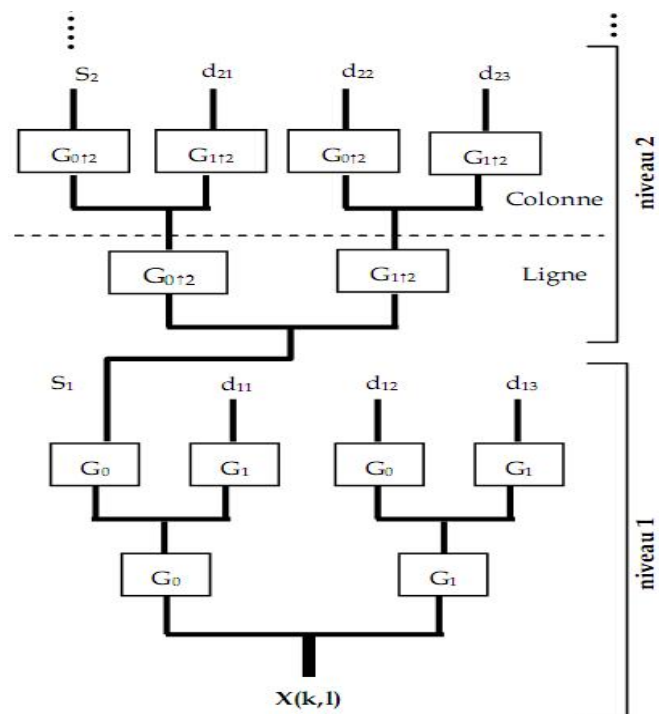 S₂ d₂₁ d₂₂ d₂₃
G₀↑₂ G₁↑₂ G₀↑₂ G₁↑₂
Colonne
niveau 2
G₀↑₂ G₁↑₂ Ligne
S₁ d₁₁ d₁₂ d₁₃
G₀ G₁ G₀ G₁
niveau 1
G₀ G₁
X(k,l)